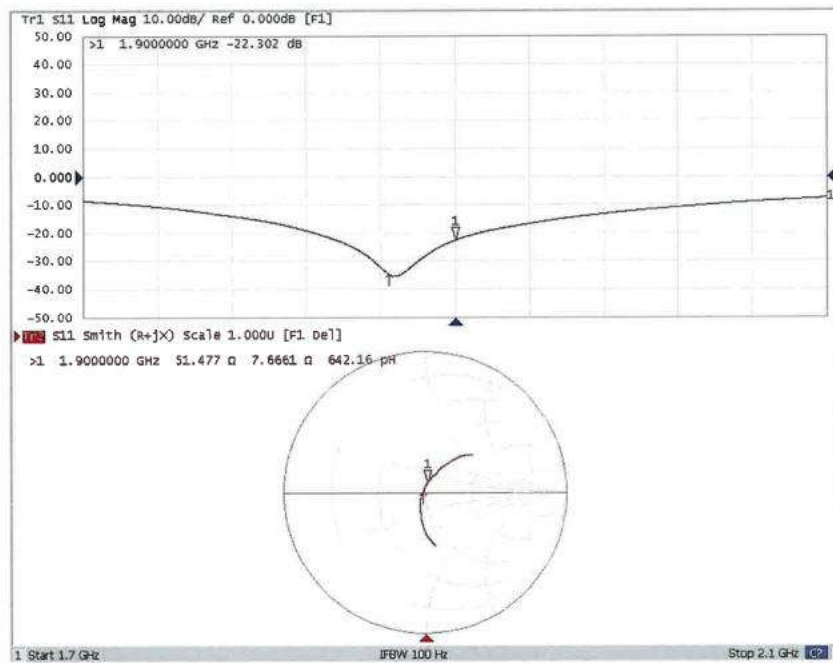 Tr1 S11 Log Mag 10.00dB/ Ref 0.000dB [F1]
50.00
>1 1.9000000 GHz -22.302 dB
40.00
30.00
20.00
10.00
0.000
-10.00
1
1
-20.00
-30.00
-40.00
-50.00
S11 Smith (R+jX) Scale 1.000U [F1 Del]
>1 1.9000000 GHz 51.477 Ω 7.6661 Ω 642.16 pH
1
1 Start 1.7 GHz IFBW 100 Hz Stop 2.1 GHz